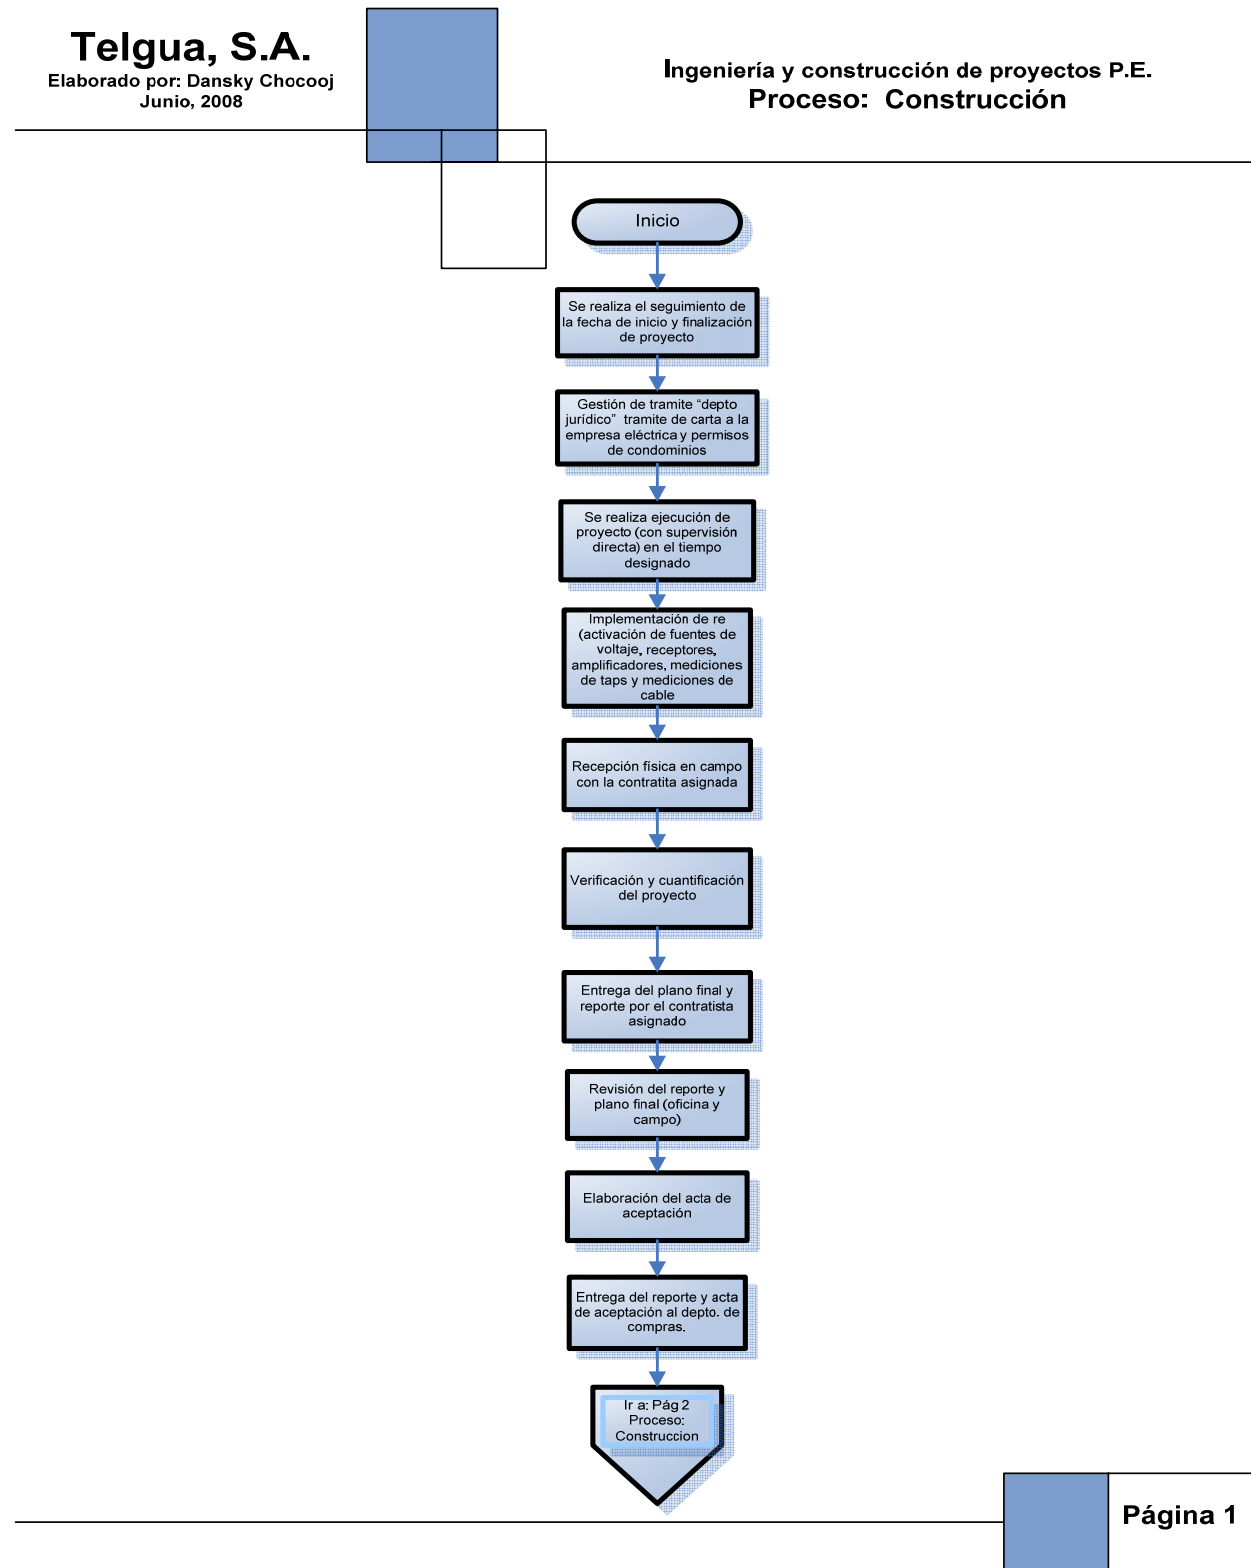 Telgua, S.A.
Elaborado por: Dansky Chocooj
Junio, 2008
Ingeniería y construcción de proyectos P.E.
Proceso: Construcción
Inicio
Se realiza el seguimiento de
la fecha de inicio y finalización
de proyecto
Gestión de tramite “depto
jurídico” tramite de carta a la
empresa eléctrica y permisos
de condominios
Se realiza ejecución de
proyecto (con supervisión
directa) en el tiempo
designado
Implementación de re
(activación de fuentes de
voltaje, receptores,
amplificadores, mediciones
de taps y mediciones de
cable
Recepción física en campo
con la contratita asignada
Verificación y cuantificación
del proyecto
Entrega del plano final y
reporte por el contratista
asignado
Revisión del reporte y
plano final (oficina y
campo)
Elaboración del acta de
aceptación
Entrega del reporte y acta
de aceptación al depto. de
compras.
Ir a: Pág 2
Proceso:
Construccion
Página 1